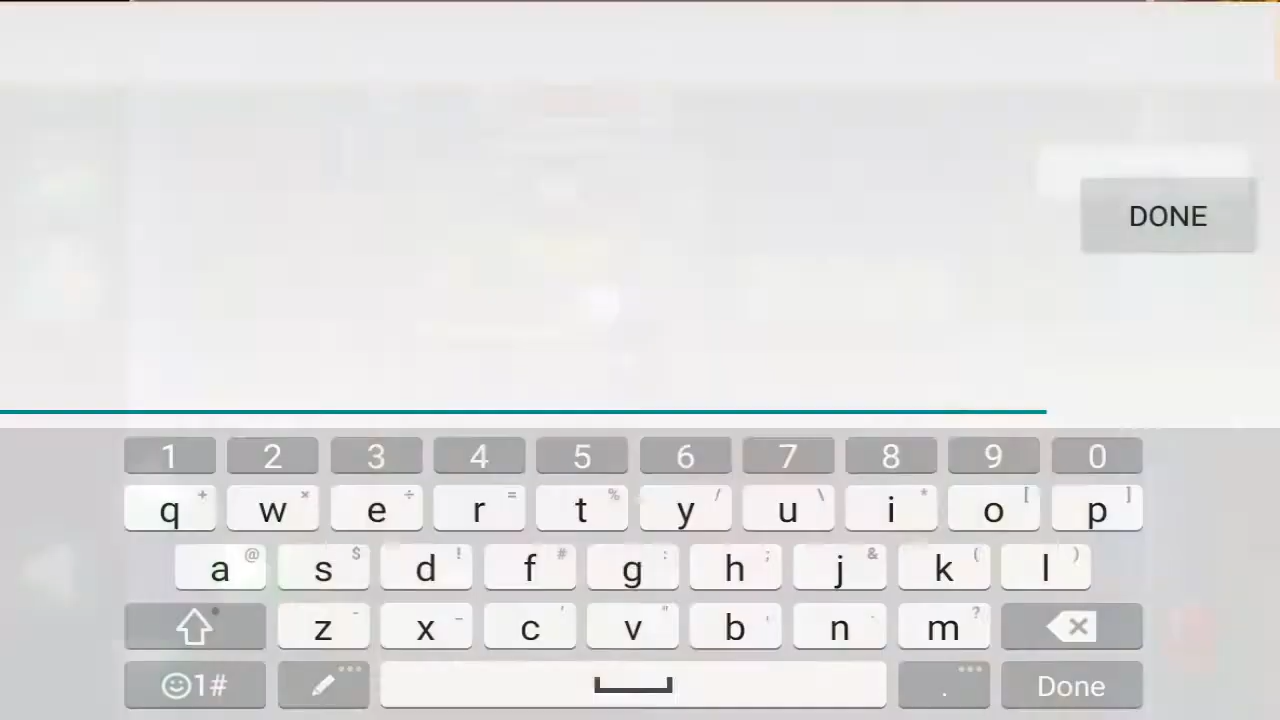 DONE
1 2 3 4 5 6 7 8 9 0
q + w × e ÷ r = t % y / u \ i * o [ p ]
a @ s $ d ! f # g : h ; j & k ( l )
z - x _ c ' v " b ' n . m ?
1# . Done